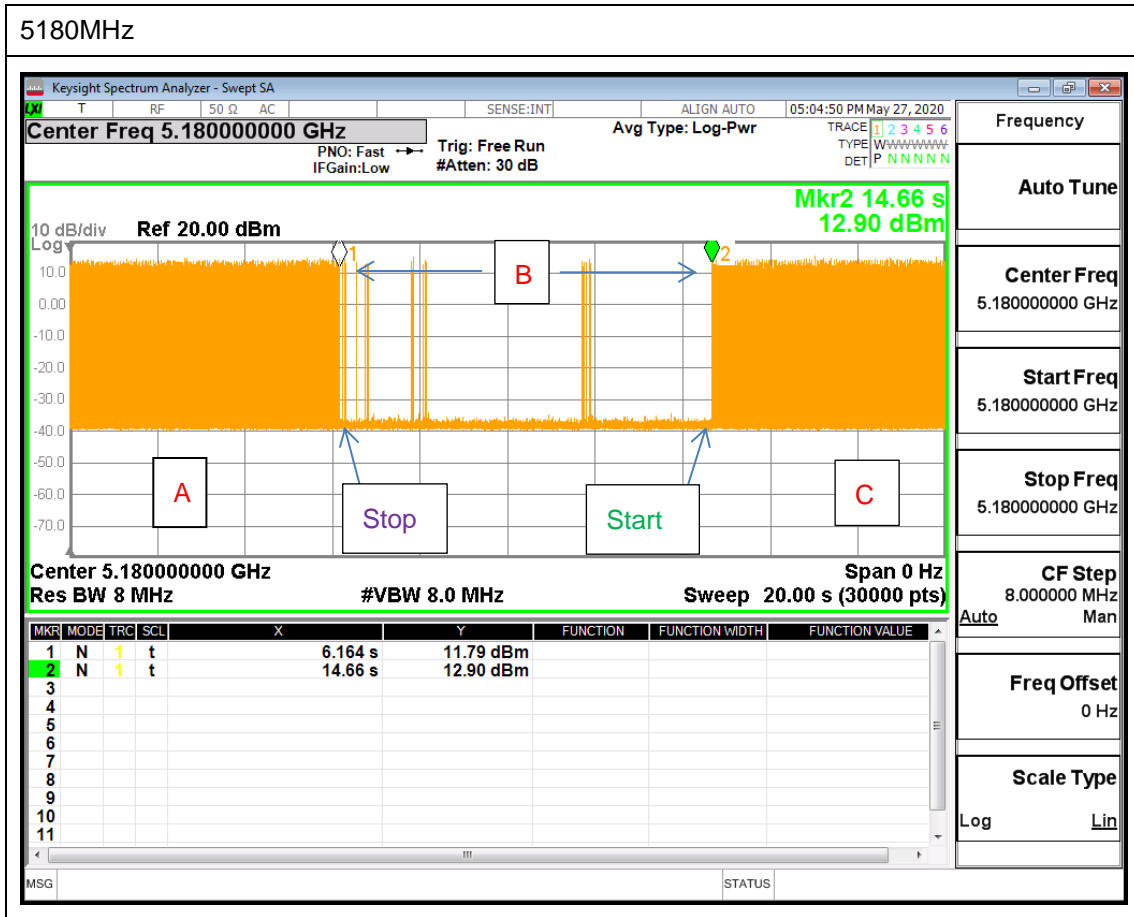 5180MHz
Keysight Spectrum Analyzer - Swept SA
LXI T RF 50 Ω AC SENSE:INT ALIGN AUTO 05:04:50 PM May 27, 2020
Center Freq 5.180000000 GHz
PNO: Fast
IFGain:Low
Trig: Free Run
#Atten: 30 dB
Avg Type: Log-Pwr
TRACE 1 2 3 4 5 6
TYPE WWWWWW
DET P N N N N N
Mkr2 14.66 s
12.90 dBm
10 dB/div Ref 20.00 dBm
Log
10.0
0.00
-10.0
-20.0
-30.0
-40.0
-50.0
-60.0
-70.0
1
2
B
A
Stop
Start
C
Center 5.180000000 GHz Span 0 Hz
Res BW 8 MHz #VBW 8.0 MHz Sweep 20.00 s (30000 pts)
MKR MODE TRC SCL X Y FUNCTION FUNCTION WIDTH FUNCTION VALUE
1 N 1 t 6.164 s 11.79 dBm
2 N 1 t 14.66 s 12.90 dBm
3
4
5
6
7
8
9
10
11
MSG STATUS
Frequency
Auto Tune
Center Freq
5.180000000 GHz
Start Freq
5.180000000 GHz
Stop Freq
5.180000000 GHz
CF Step
8.000000 MHz
Auto Man
Freq Offset
0 Hz
Scale Type
Log Lin